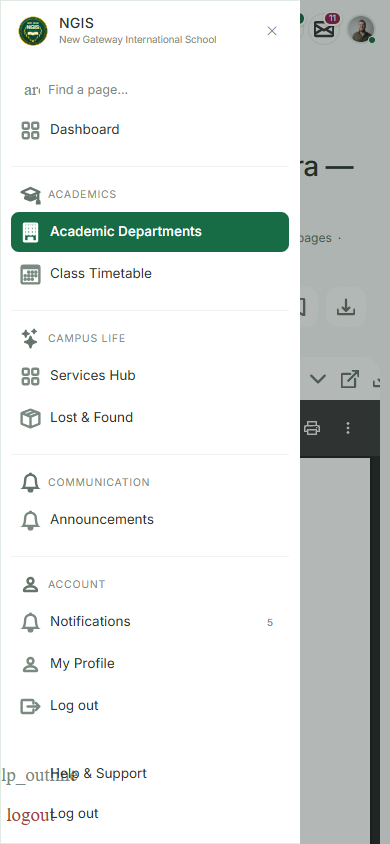 NGIS
New Gateway International School
11
arc Find a page...
Dashboard
ra —
ACADEMICS
Academic Departments
pages ·
Class Timetable
CAMPUS LIFE
Services Hub
Lost & Found
COMMUNICATION
Announcements
ACCOUNT
Notifications 5
My Profile
Log out
lp_outline Help & Support
logout Log out